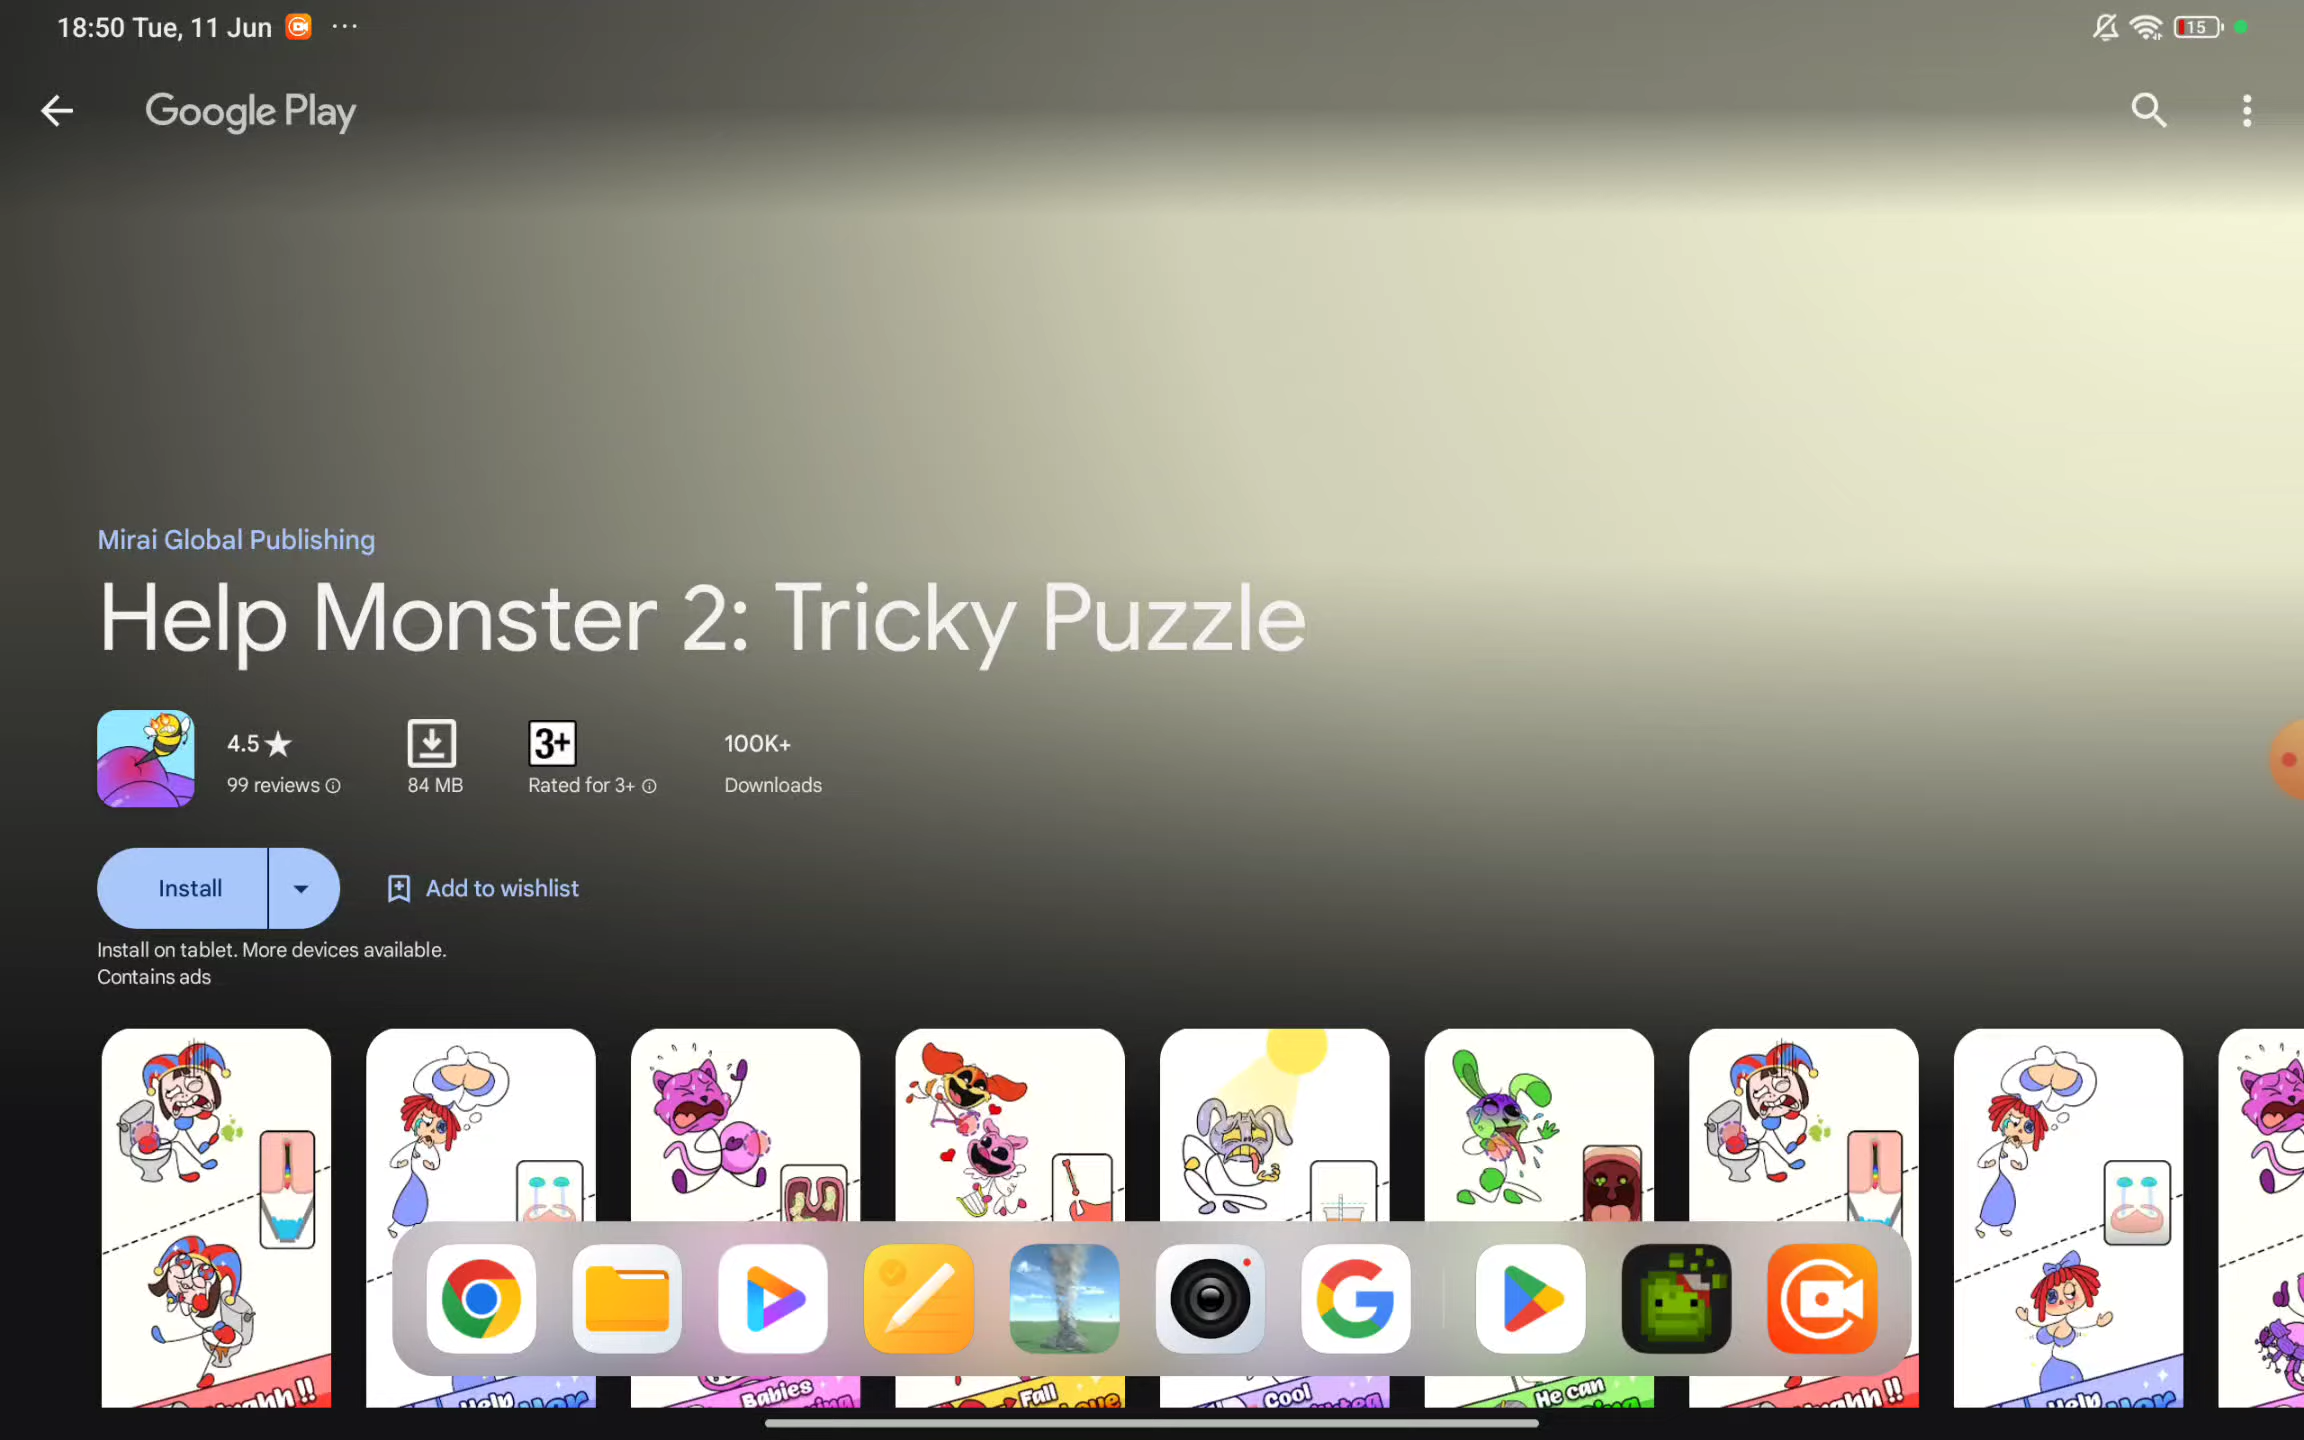 18:50 Tue, 11 Jun
15
Google Play
Mirai Global Publishing
Help Monster 2: Tricky Puzzle
4.5★
99 reviews
84 MB
3+
Rated for 3+
100K+
Downloads
Install
Add to wishlist
Install on tablet. More devices available.
Contains ads
Help
Babies
Fall
Cool
He can
Help